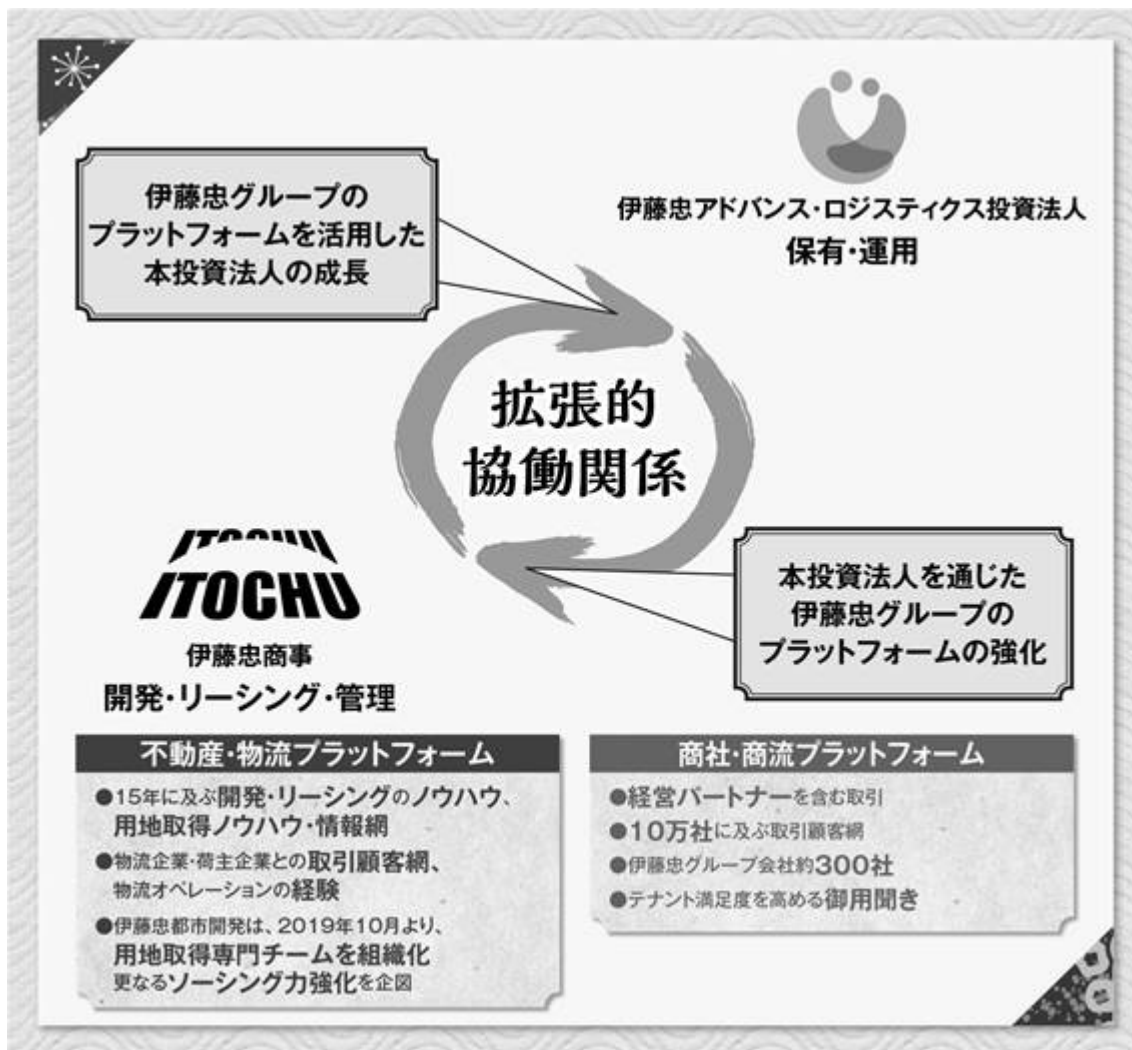 伊藤忠グループの
プラットフォームを活用した
本投資法人の成長
伊藤忠アドバンス・ロジスティクス投資法人
保有・運用
拡張的
協働関係
ITOCHU
ITOCHU
伊藤忠商事
開発・リーシング・管理
本投資法人を通じた
伊藤忠グループの
プラットフォームの強化
不動産・物流プラットフォーム
●15年に及ぶ開発・リーシングのノウハウ、
用地取得ノウハウ・情報網
●物流企業・荷主企業との取引顧客網、
物流オペレーションの経験
●伊藤忠都市開発は、2019年10月より、
用地取得専門チームを組織化
更なるソーシング力強化を企図
商社・商流プラットフォーム
●経営パートナーを含む取引
●10万社に及ぶ取引顧客網
●伊藤忠グループ会社約300社
●テナント満足度を高める御用聞き